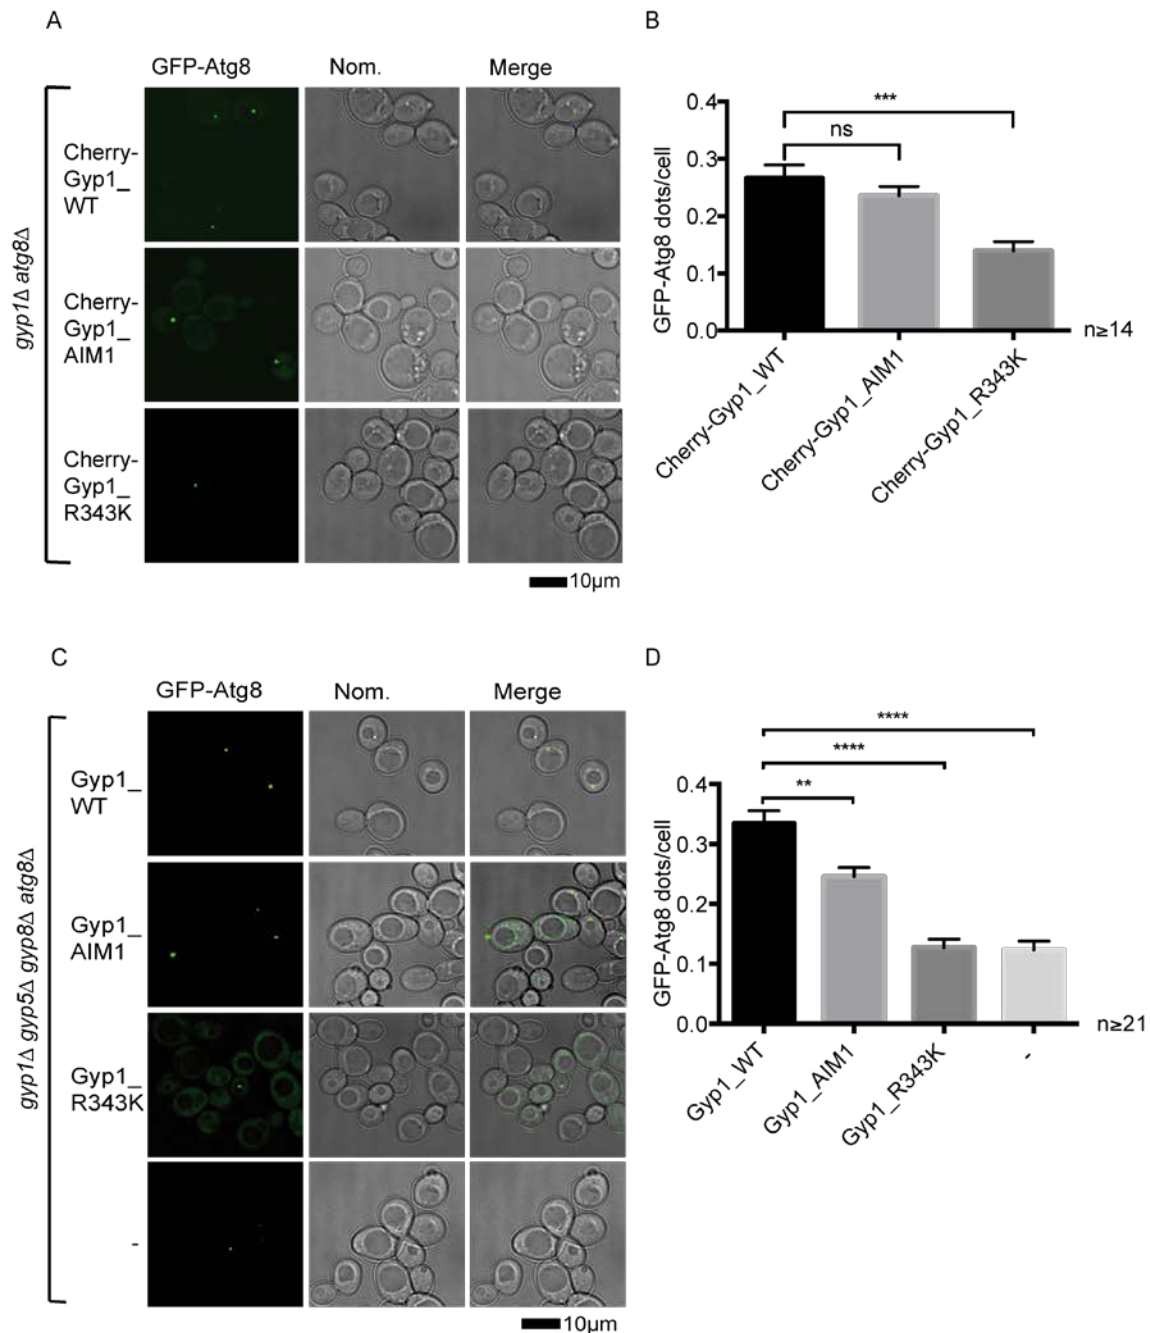 A
GFP-Atg8 Nom. Merge
gyp1Δ atg8Δ
Cherry-
Gyp1_
WT
Cherry-
Gyp1_
AIM1
Cherry-
Gyp1_
R343K
10µm
B
GFP-Atg8 dots/cell
0.4
0.3
0.2
0.1
0.0
***
ns
n≥14
Cherry-Gyp1_WT
Cherry-Gyp1_AIM1
Cherry-Gyp1_R343K
C
GFP-Atg8 Nom. Merge
gyp1Δ gyp5Δ gyp8Δ atg8Δ
Gyp1_
WT
Gyp1_
AIM1
Gyp1_
R343K
-
10µm
D
GFP-Atg8 dots/cell
0.4
0.3
0.2
0.1
0.0
****
****
**
n≥21
Gyp1_WT
Gyp1_AIM1
Gyp1_R343K
-